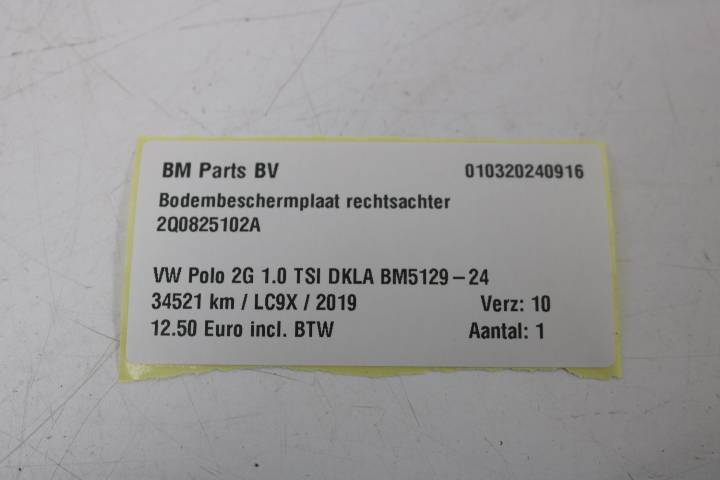 BM Parts BV 010320240916
Bodembeschermplaat rechtsachter
2Q0825102A
VW Polo 2G 1.0 TSI DKLA BM5129-24
34521 km / LC9X / 2019 Verz: 10
12.50 Euro incl. BTW Aantal: 1